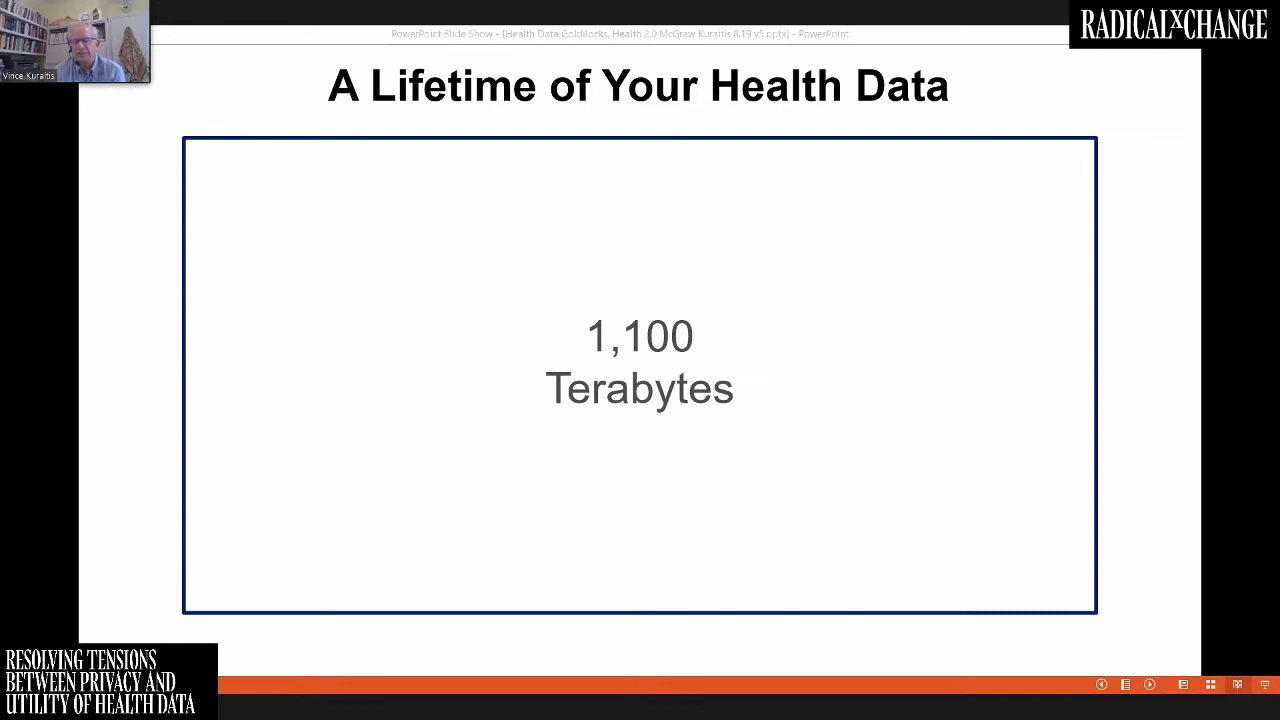 PowerPoint Slide Show - [Health Data Goldilocks, Health 2.0 McGraw Kuraitis 8.19 v5.pptx] - PowerPoint
RADICALXCHANGE
Vince Kuraitis
A Lifetime of Your Health Data
1,100
Terabytes
RESOLVING TENSIONS
BETWEEN PRIVACY AND
UTILITY OF HEALTH DATA